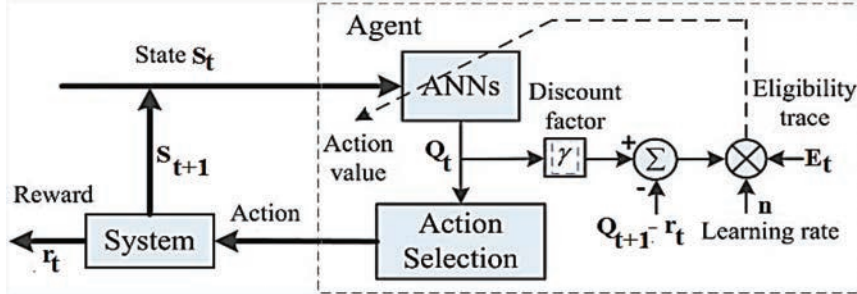 Agent
State St
ANNs
Discount
factor
Eligibility
trace
Action
value
Qt
γ
+
Σ
-
Et
St+1
Reward
Action
System
rt
Action
Selection
Qt+1- rt
n
Learning rate